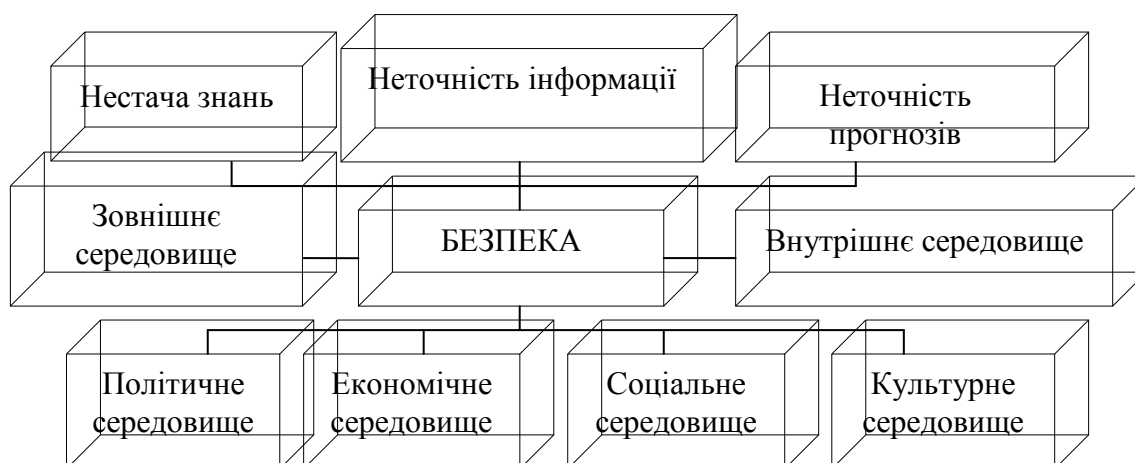 Нестача знань
Неточність інформації
Неточність
прогнозів
Зовнішнє
середовище
БЕЗПЕКА
Внутрішнє середовище
Політичне
середовище
Економічне
середовище
Соціальне
середовище
Культурне
середовище